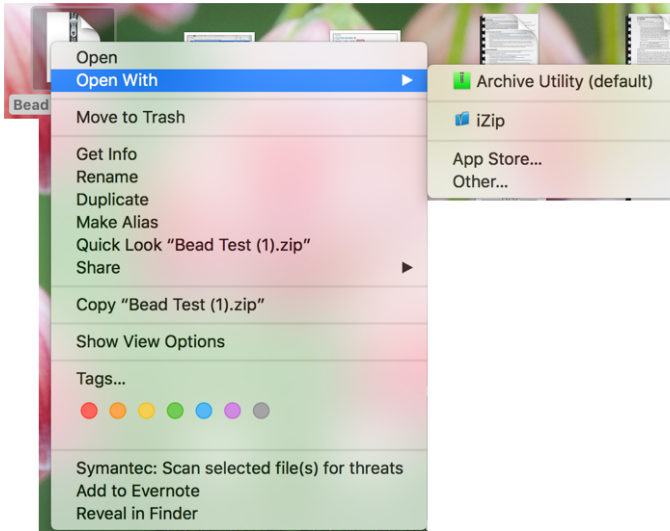 Bead
Open
Open With
Archive Utility (default)
iZip
App Store...
Other...
Move to Trash
Get Info
Rename
Duplicate
Make Alias
Quick Look “Bead Test (1).zip”
Share
Copy “Bead Test (1).zip”
Show View Options
Tags...
Symantec: Scan selected file(s) for threats
Add to Evernote
Reveal in Finder